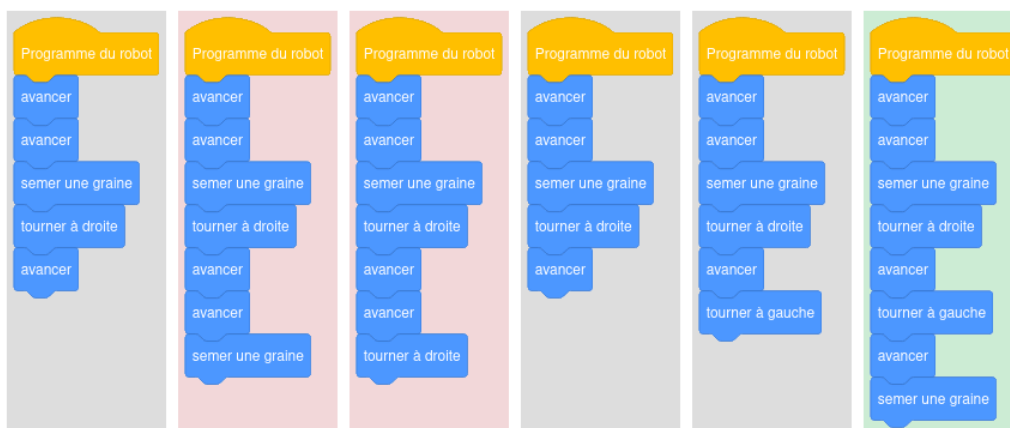 Programme du robot
avancer
avancer
semer une graine
tourner à droite
avancer
Programme du robot
avancer
avancer
semer une graine
tourner à droite
avancer
avancer
semer une graine
Programme du robot
avancer
avancer
semer une graine
tourner à droite
avancer
avancer
tourner à droite
Programme du robot
avancer
avancer
semer une graine
tourner à droite
avancer
Programme du robot
avancer
avancer
semer une graine
tourner à droite
avancer
tourner à gauche
Programme du robot
avancer
avancer
semer une graine
tourner à droite
avancer
tourner à gauche
avancer
semer une graine